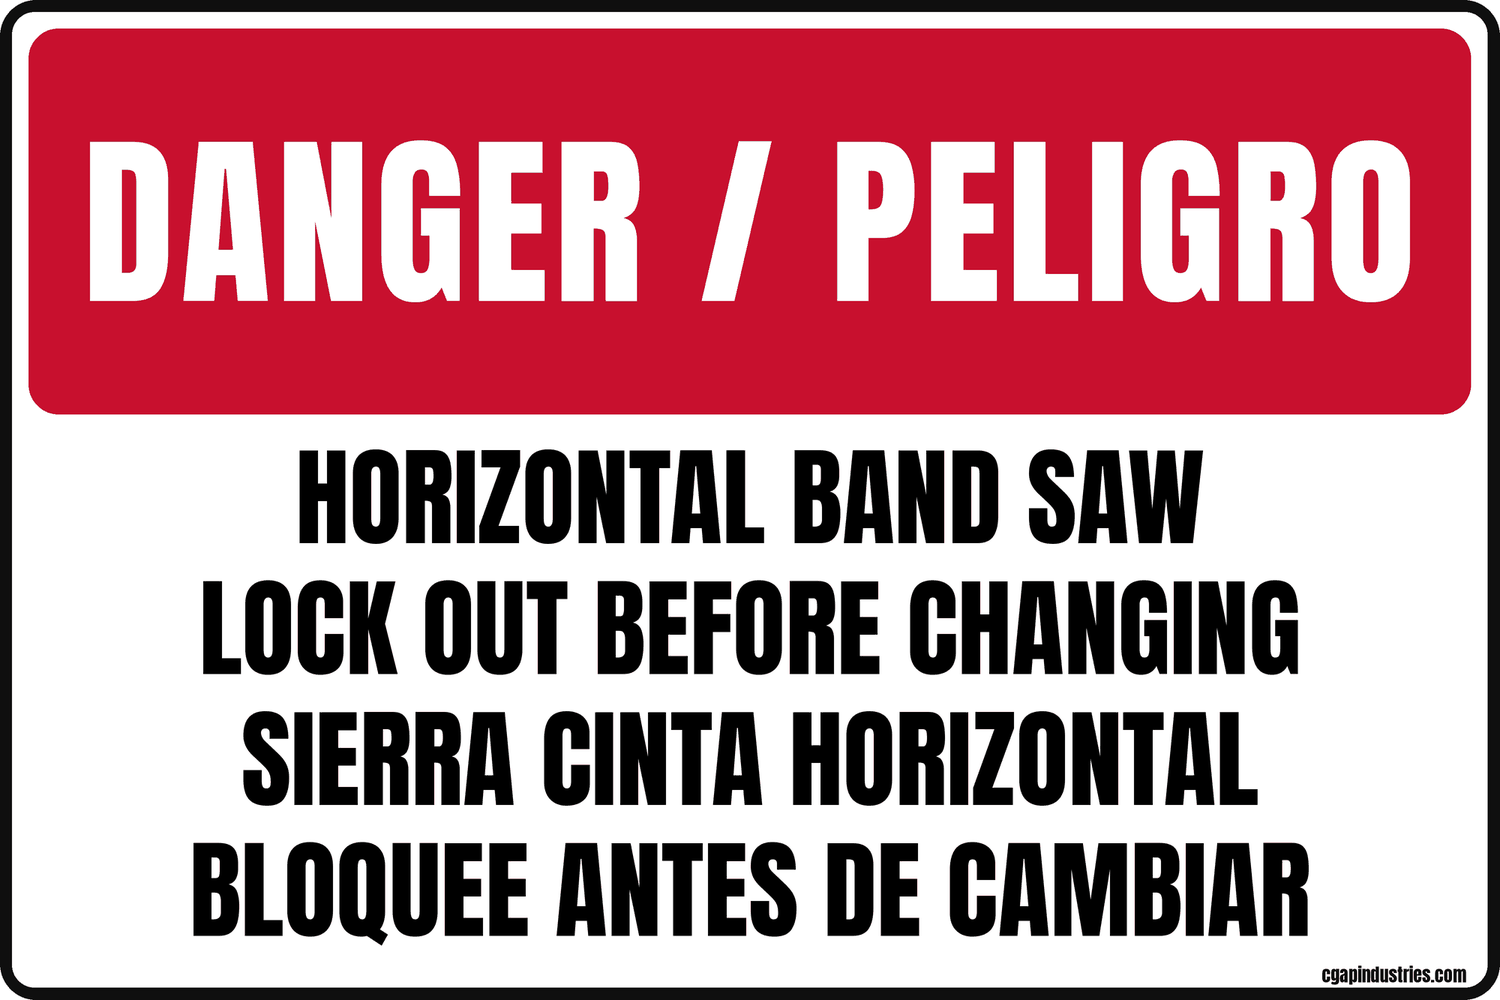 DANGER / PELIGRO
HORIZONTAL BAND SAW
LOCK OUT BEFORE CHANGING
SIERRA CINTA HORIZONTAL
BLOQUEE ANTES DE CAMBIAR
cgapindustries.com